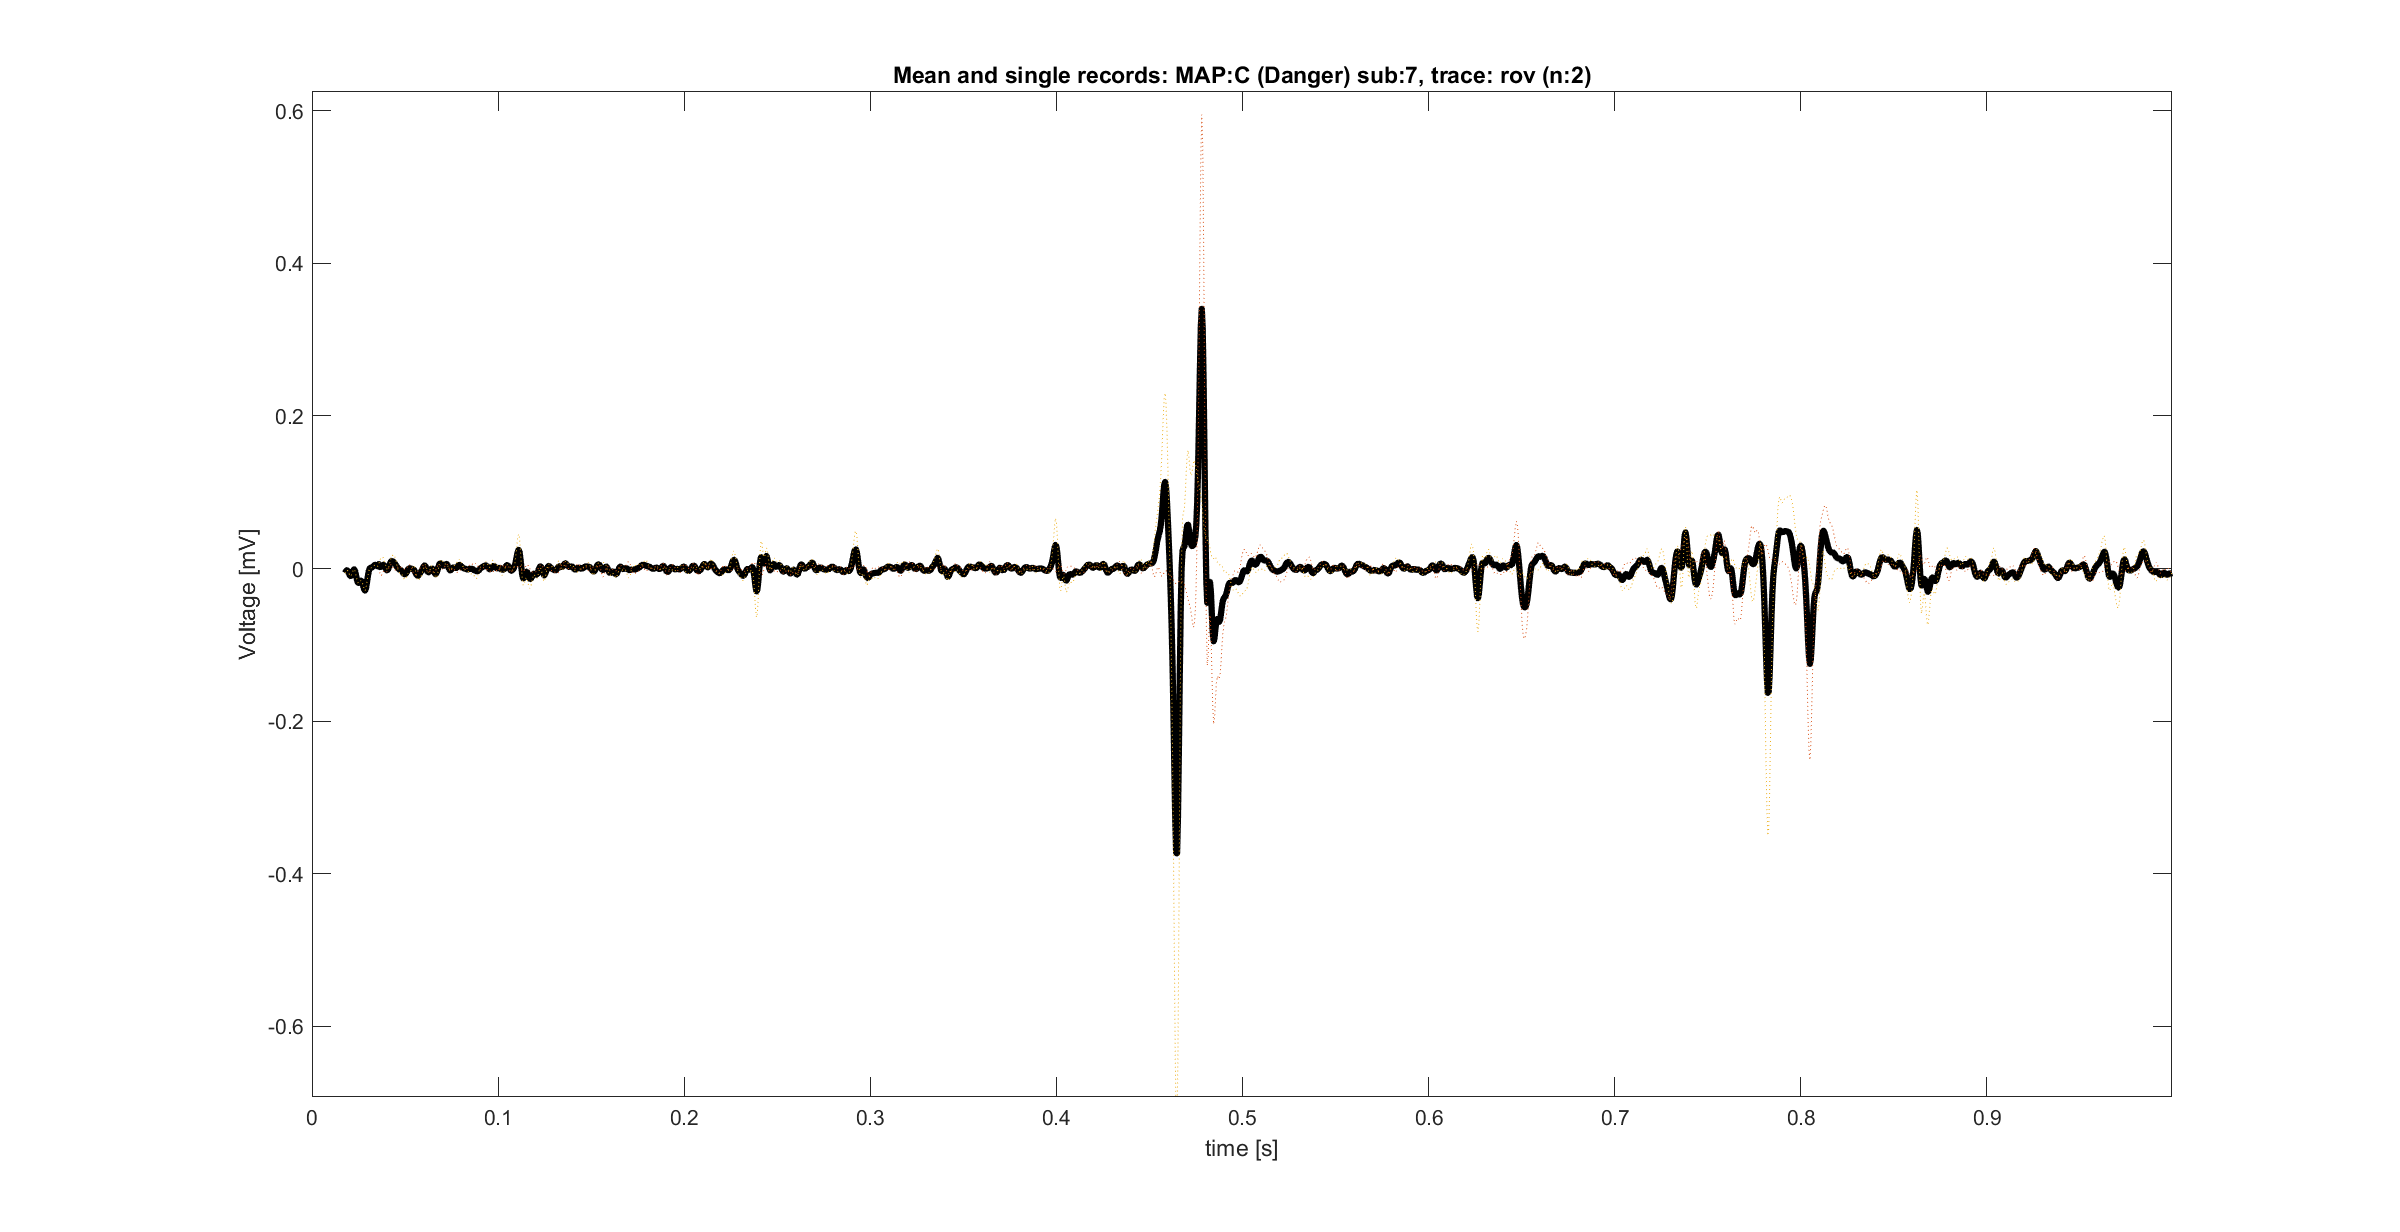 Mean and single records: MAP:C (Danger) sub:7, trace: rov (n:2)
0.6
0.4
0.2
0
-0.2
-0.4
-0.6
Voltage [mV]
0 0.1 0.2 0.3 0.4 0.5 0.6 0.7 0.8 0.9
time [s]